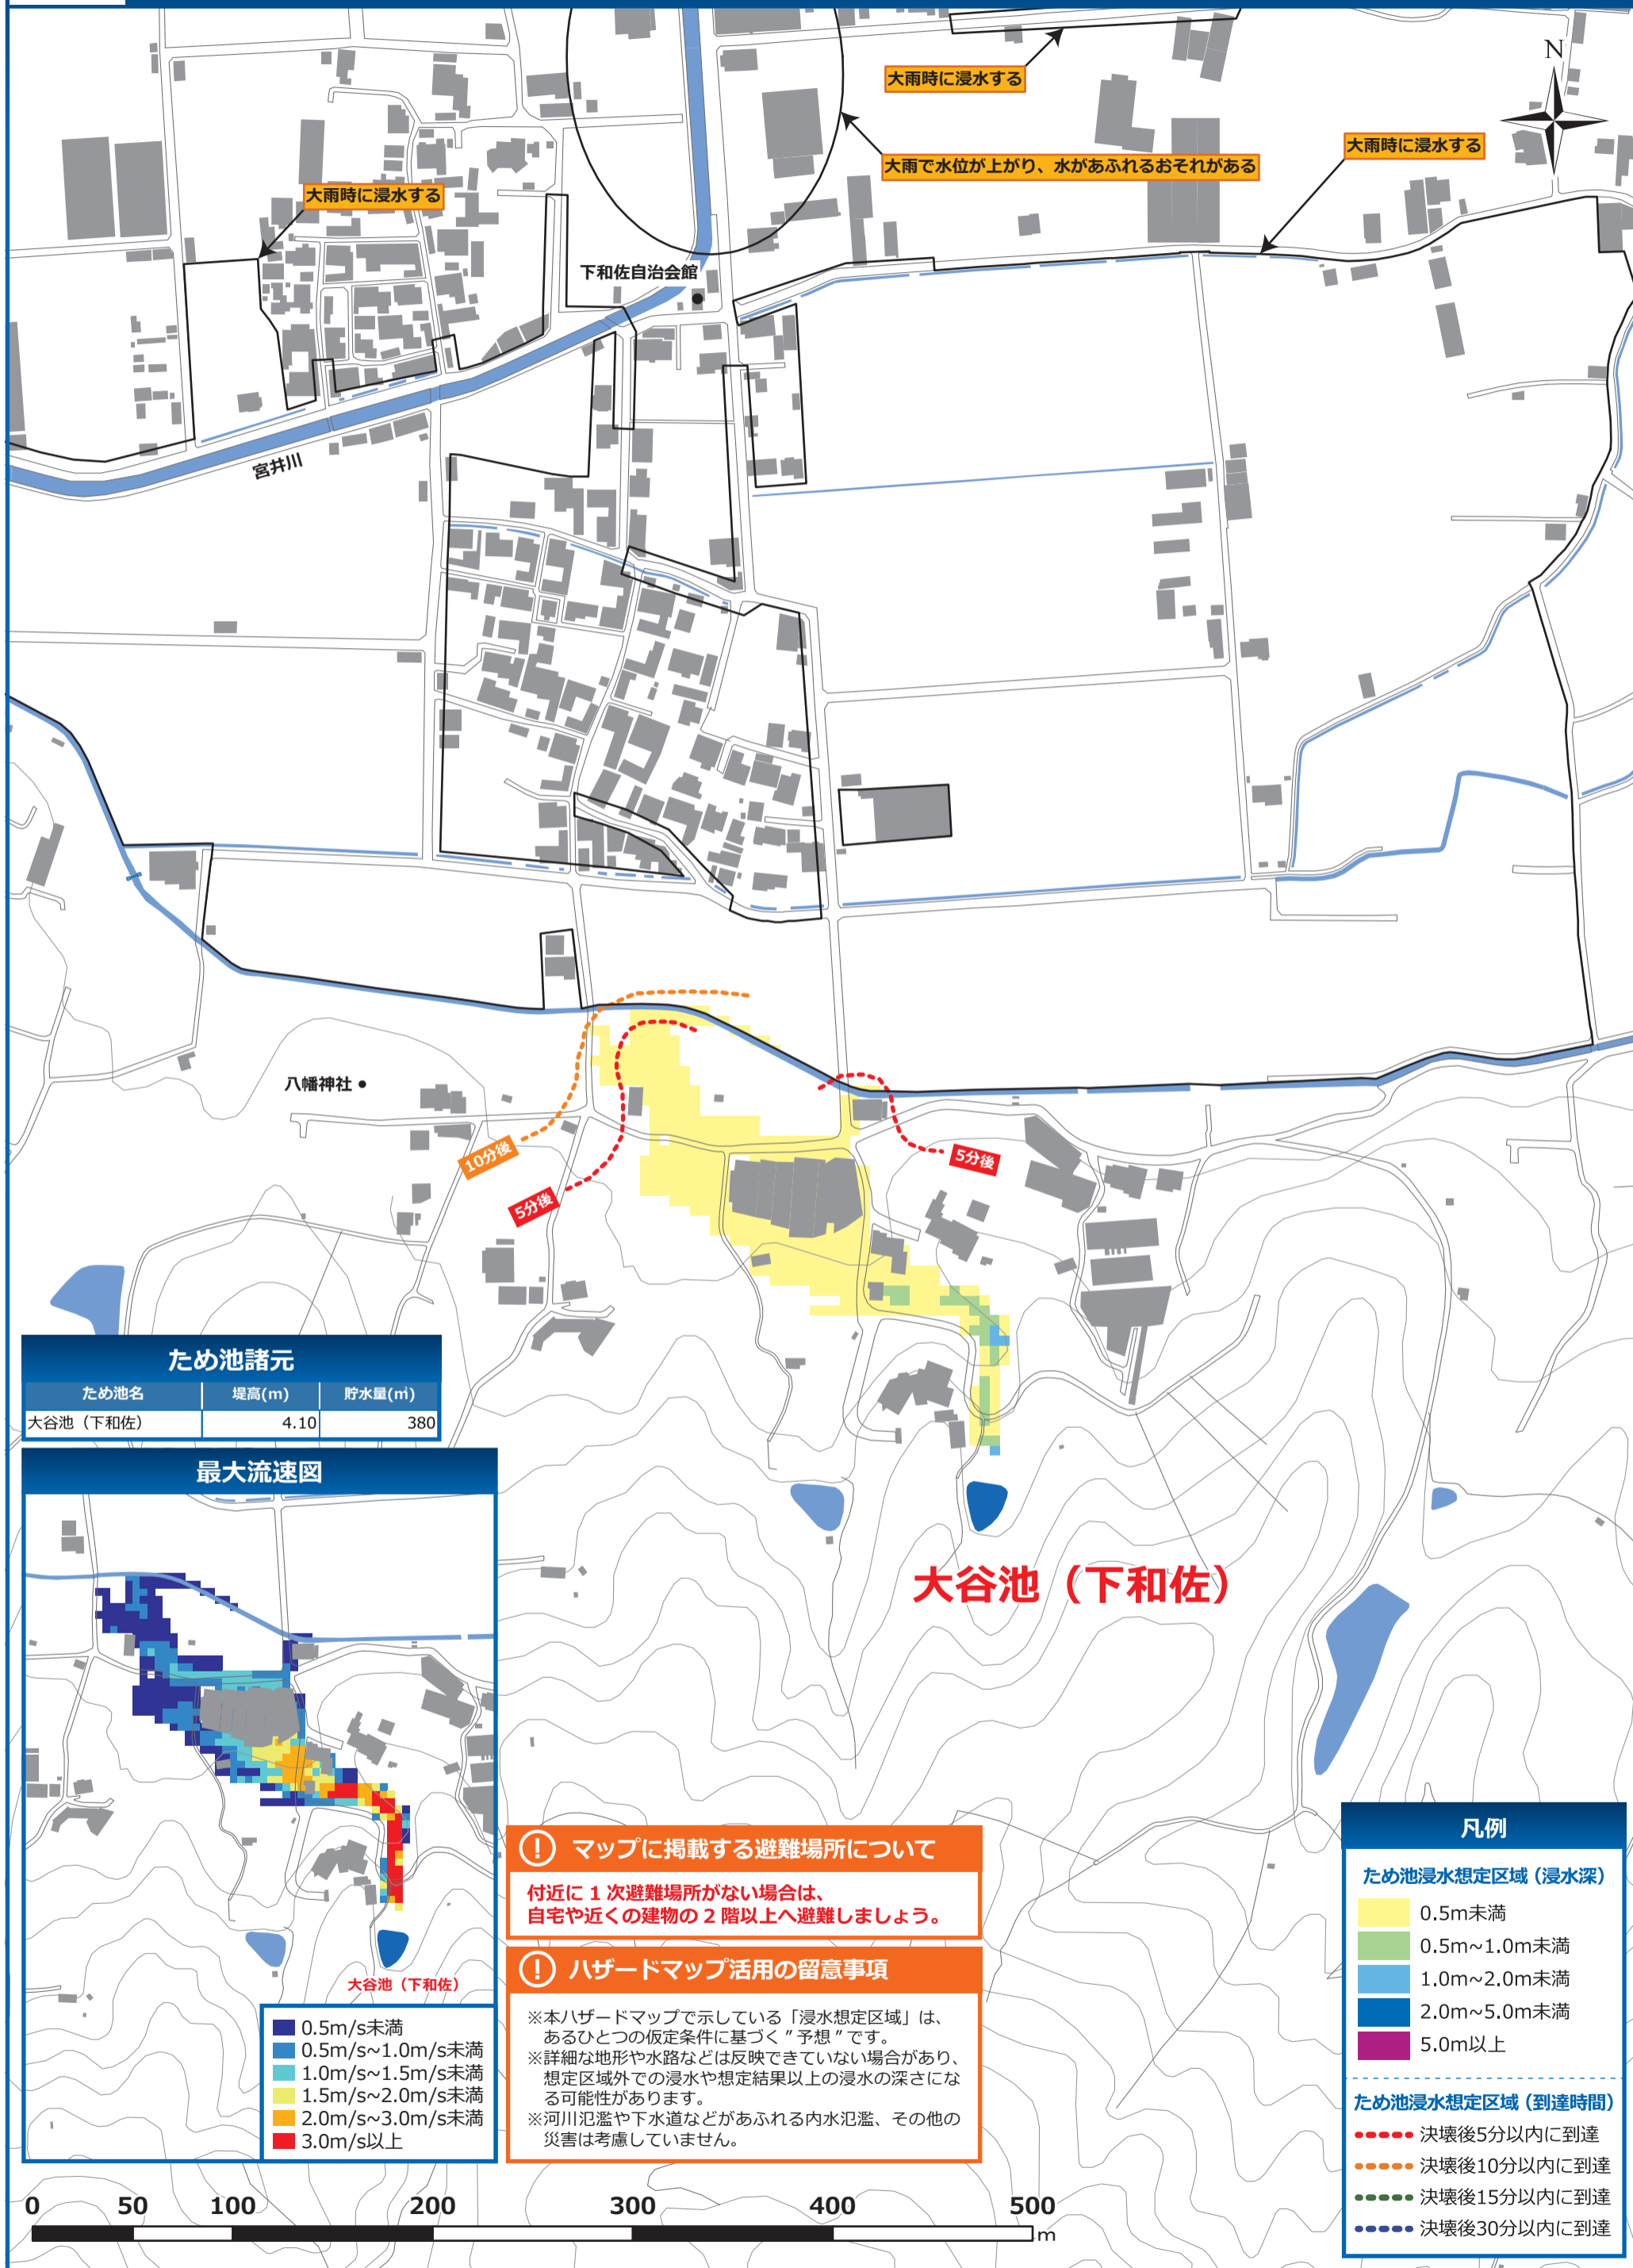 N
大雨時に浸水する
大雨で水位が上がり、水があふれるおそれがある
大雨時に浸水する
大雨時に浸水する
下和佐自治会館
宮井川
八幡神社
10分後
5分後
5分後
ため池諸元
ため池名 堤高(m) 貯水量(㎥)
大谷池（下和佐） 4.10 380
最大流速図
大谷池（下和佐）
0.5m/s未満
0.5m/s~1.0m/s未満
1.0m/s~1.5m/s未満
1.5m/s~2.0m/s未満
2.0m/s~3.0m/s未満
3.0m/s以上
大谷池（下和佐）
! マップに掲載する避難場所について
付近に 1 次避難場所がない場合は、
自宅や近くの建物の 2 階以上へ避難しましょう。
! ハザードマップ活用の留意事項
※本ハザードマップで示している「浸水想定区域」は、
あるひとつの仮定条件に基づく〃予想〃です。
※詳細な地形や水路などは反映できていない場合があり、
想定区域外での浸水や想定結果以上の浸水の深さにな
る可能性があります。
※河川氾濫や下水道などがあふれる内水氾濫、その他の
災害は考慮していません。
凡例
ため池浸水想定区域（浸水深）
0.5m未満
0.5m~1.0m未満
1.0m~2.0m未満
2.0m~5.0m未満
5.0m以上
ため池浸水想定区域（到達時間）
決壊後5分以内に到達
決壊後10分以内に到達
決壊後15分以内に到達
決壊後30分以内に到達
0 50 100 200 300 400 500
m